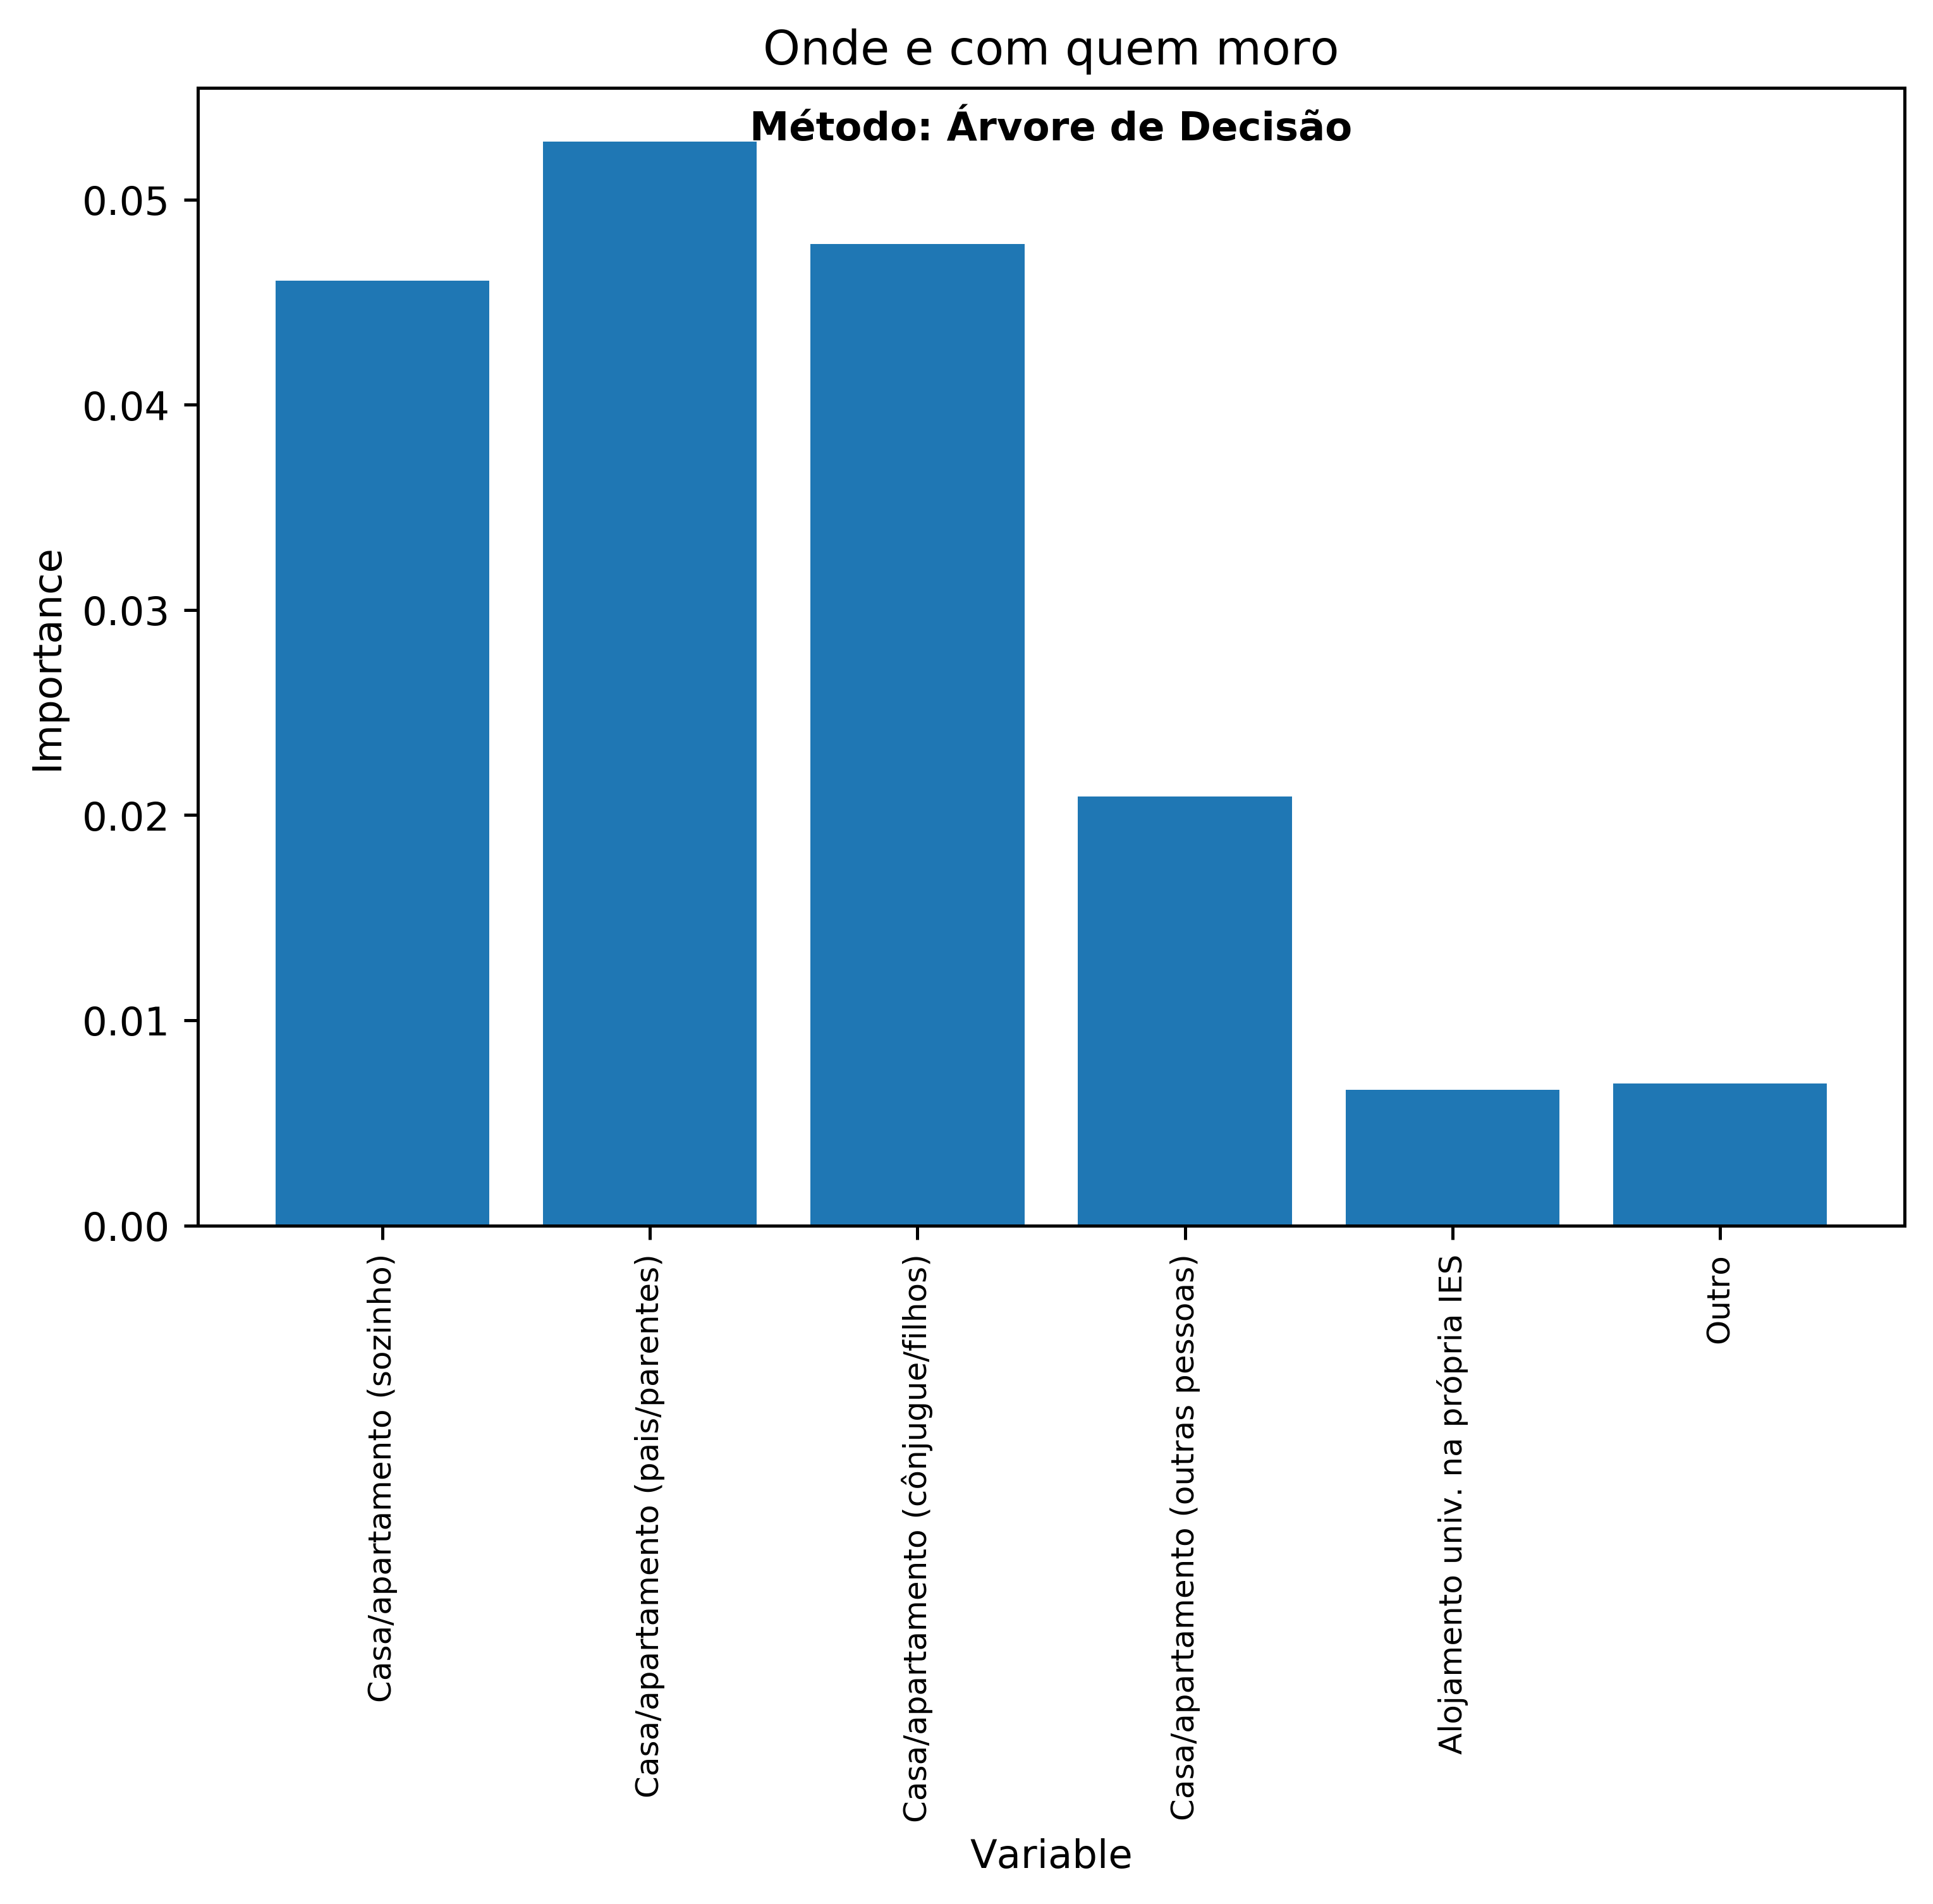 Onde e com quem moro
Método: Árvore de Decisão
Importance
0.05
0.04
0.03
0.02
0.01
0.00
Casa/apartamento (sozinho)
Casa/apartamento (pais/parentes)
Casa/apartamento (cônjugue/filhos)
Casa/apartamento (outras pessoas)
Alojamento univ. na própria IES
Outro
Variable